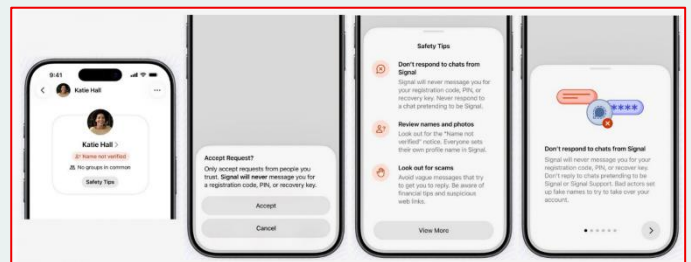 9:41
Katie Hall
Katie Hall >
Name not verified
No groups in common
Safety Tips
Accept Request?
Only accept requests from people you
trust. Signal will never message you for
a registration code, PIN, or recovery key.
Accept
Cancel
Safety Tips
Don't respond to chats from
Signal
Signal will never message you for
your registration code, PIN, or
recovery key. Never respond to
a chat pretending to be Signal.
Review names and photos
Look out for the "Name not
verified" notice. Everyone sets
their own profile name in Signal.
Look out for scams
Avoid vague messages that try
to get you to reply. Be aware of
financial tips and suspicious
web links.
View More
****
Don't respond to chats from Signal
Signal will never message you for your
registration code, PIN, or recovery key.
Don't reply to chats pretending to be
Signal or Signal Support. Bad actors set
up fake names to try to take over your
account.